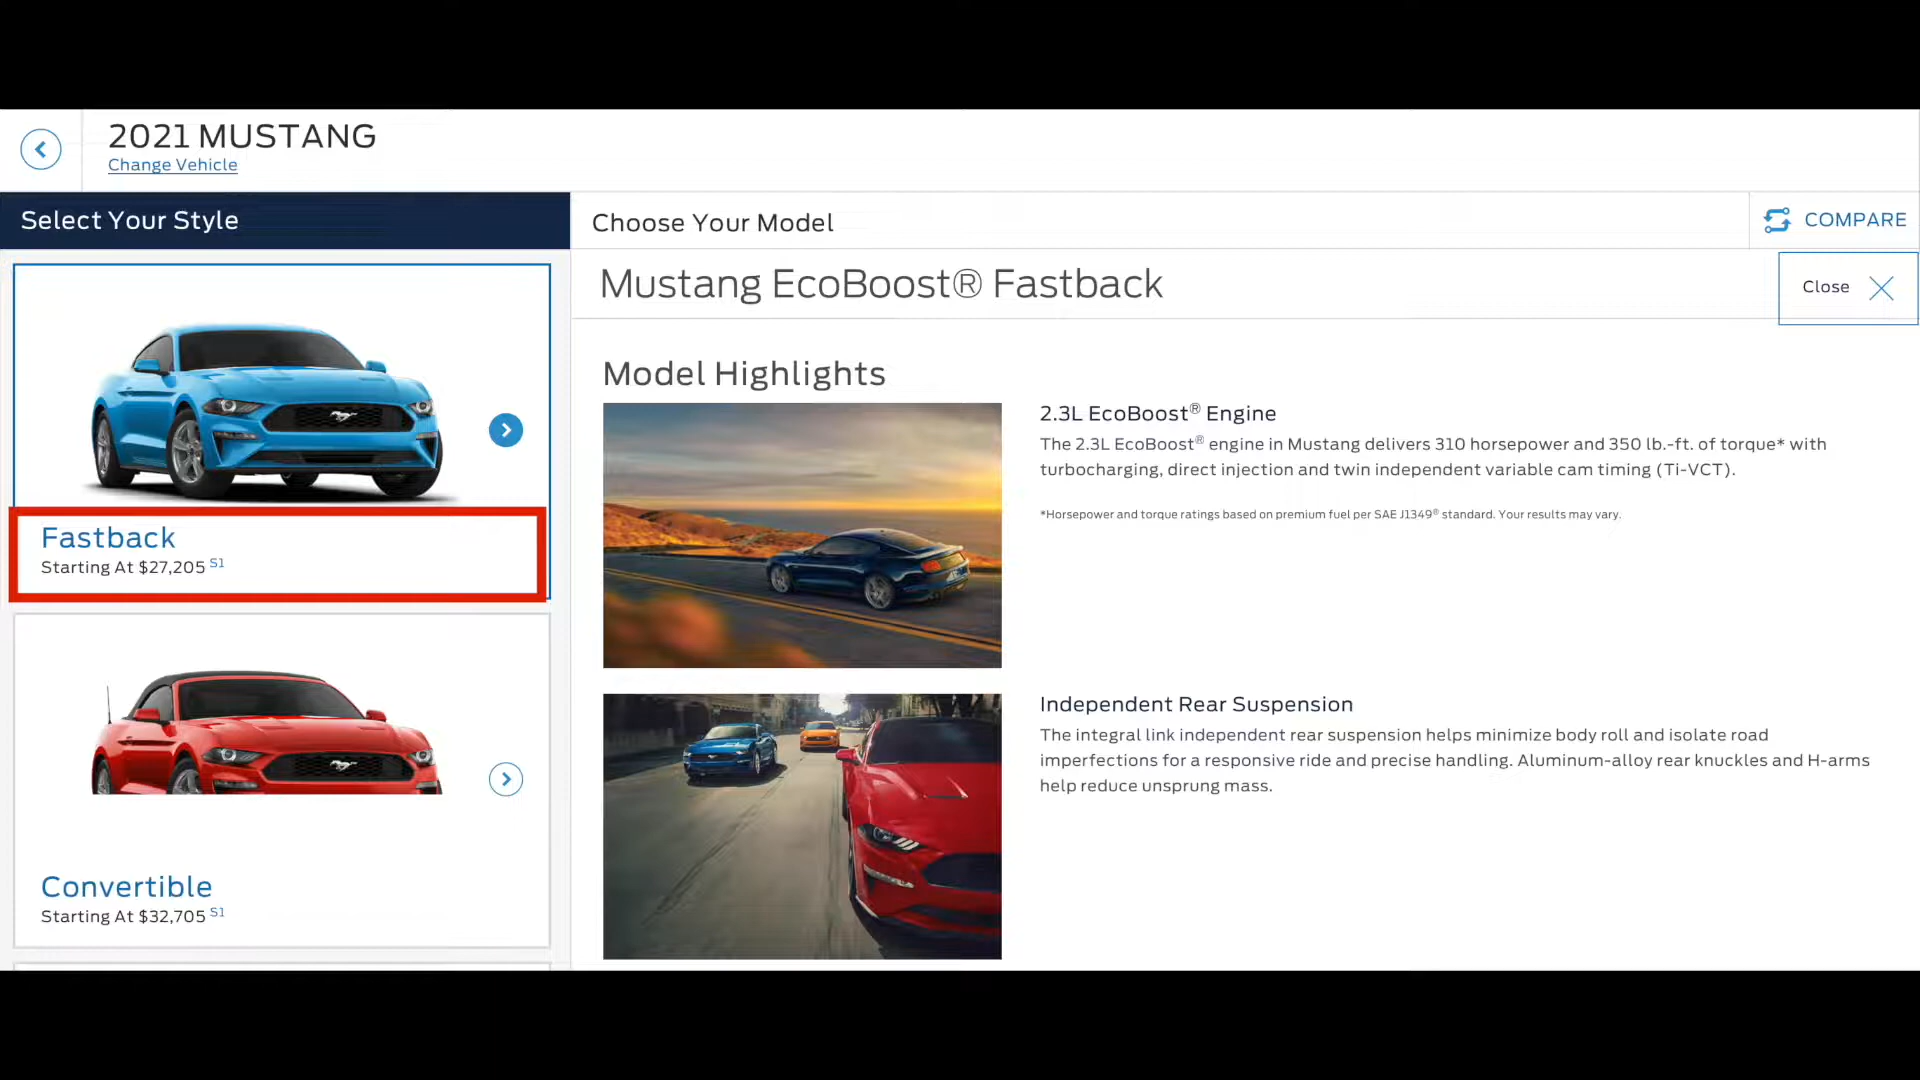 2021 MUSTANG
Change Vehicle
Select Your Style
Choose Your Model
COMPARE
Mustang EcoBoost® Fastback
Close
Fastback
Starting At $27,205 S1
Convertible
Starting At $32,705 S1
Model Highlights
2.3L EcoBoost® Engine
The 2.3L EcoBoost® engine in Mustang delivers 310 horsepower and 350 lb.-ft. of torque* with
turbocharging, direct injection and twin independent variable cam timing (Ti-VCT).
*Horsepower and torque ratings based on premium fuel per SAE J1349® standard. Your results may vary.
Independent Rear Suspension
The integral link independent rear suspension helps minimize body roll and isolate road
imperfections for a responsive ride and precise handling. Aluminum-alloy rear knuckles and H-arms
help reduce unsprung mass.